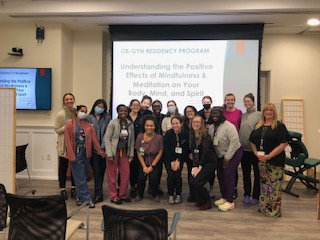 OB-GYN RESIDENCY PROGRAM
Understanding the Positive
Effects of Mindfulness &
Meditation on Your
Body, Mind, and Spirit